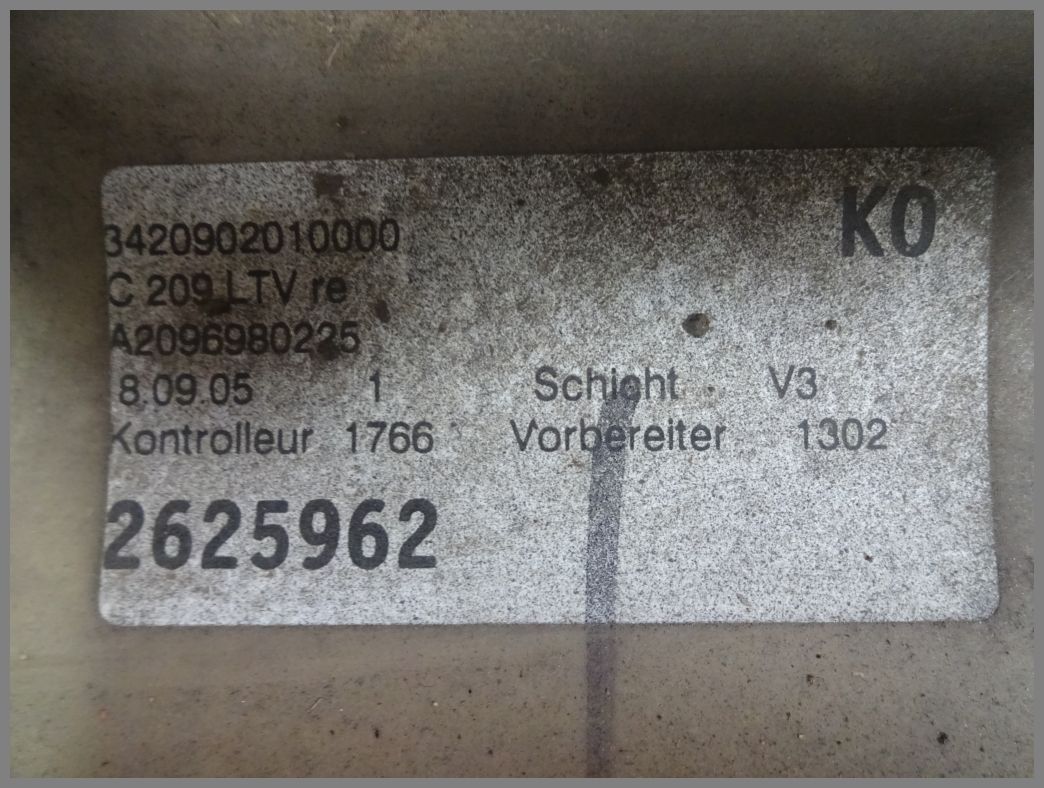 3420902010000
K0
C 209 LTV re
A2096980225
8.09.05 1 Schicht V3
Kontrolleur 1766 Vorbereiter 1302
2625962